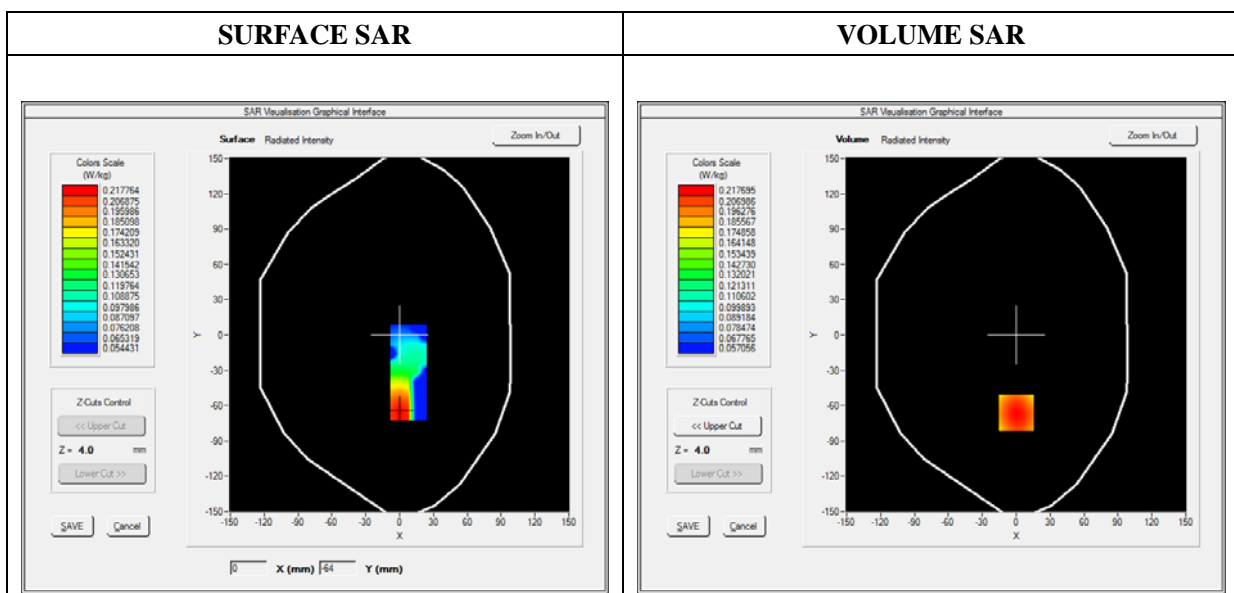 SURFACE SAR
VOLUME SAR
SAR Visualisation Graphical Interface
Surface Radiated Intensity
Zoom In/Out
Colors Scale
(W/kg)
0.217764
0.206875
0.195986
0.185098
0.174209
0.163320
0.152431
0.141542
0.130653
0.119764
0.108875
0.097986
0.087097
0.076208
0.065319
0.054431
150
120
90
60
30
0
-30
-60
-90
-120
-150
Y
-150 -120 -90 -60 -30 0 30 60 90 120 150
X
Z-Cuts Control
<< Upper Cut
Z = 4.0 mm
Lower Cut >>
SAVE Cancel
0 X (mm) -64 Y (mm)
SAR Visualisation Graphical Interface
Volume Radiated Intensity
Zoom In/Out
Colors Scale
(W/kg)
0.217695
0.206986
0.196276
0.185567
0.174858
0.164148
0.153439
0.142730
0.132021
0.121311
0.110602
0.099893
0.089184
0.078474
0.067765
0.057056
150
120
90
60
30
0
-30
-60
-90
-120
-150
Y
-150 -120 -90 -60 -30 0 30 60 90 120 150
X
Z-Cuts Control
<< Upper Cut
Z = 4.0 mm
Lower Cut >>
SAVE Cancel